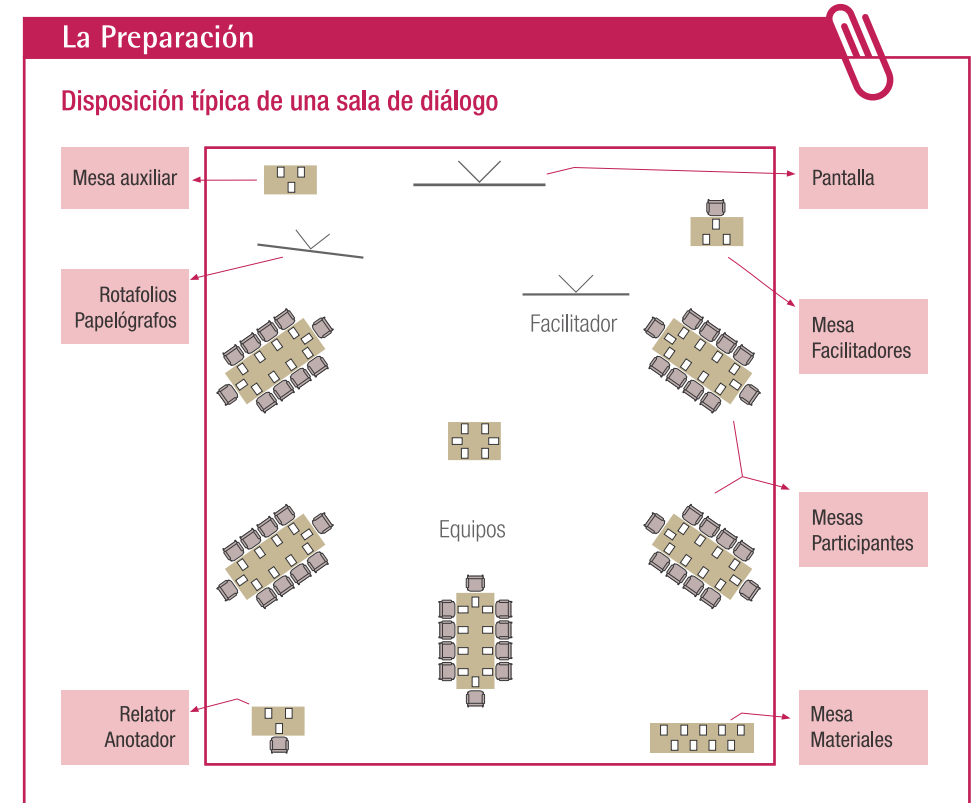 La Preparación
Disposición típica de una sala de diálogo
Mesa auxiliar
Pantalla
Rotafolios
Papelógrafos
Facilitador
Mesa
Facilitadores
Equipos
Mesas
Participantes
Relator
Anotador
Mesa
Materiales